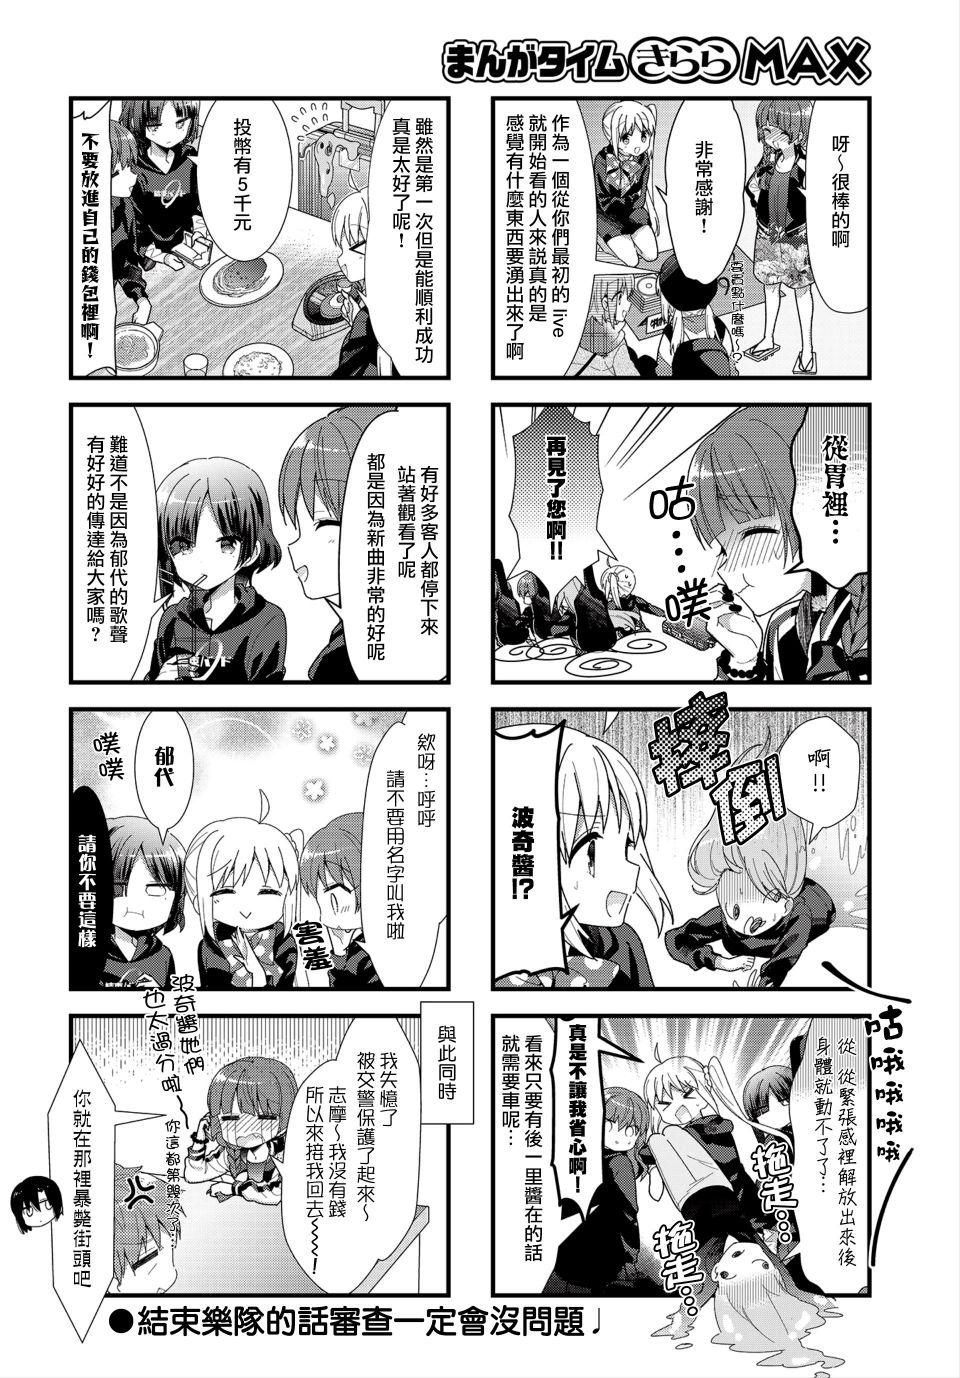 まんがタイムきららMAX
呀～很棒的啊
非常感謝！
作為一個從你們最初的live
就開始看的人來說真的是
感覺有什麼東西要湧出來了啊
要看點什麼嗎～？
從胃裡…
咕…
噗
再見了您啊!!
啊!!
摔倒
波奇醬!?
從 從緊張感裡解放出來後
身體就動不了了…
咕哦哦哦哦
拖走…
拖走…
真是不讓我省心啊！
看來只要有後一里醬在的話
就需要車呢…
雖然是第一次但是能順利成功
真是太好了呢！
投幣有5千元
不要放進自己的錢包裡啊！
有好多客人都停下來
站著觀看了呢
都是因為新曲非常的好呢
難道不是因為郁代的歌聲
有好好的傳達給大家嗎？
欸呀…呼呼
請不要用名字叫我啦
害羞
郁代
噗噗
請你不要這樣
與此同時
我失憶了
被交警保護了起來～
志摩～我沒有錢
所以來接我回去～～～！
波奇醬她們
也太過分啦～
你這都第幾次了…
你就在那裡暴斃街頭吧
●結束樂隊的話審查一定會沒問題♩